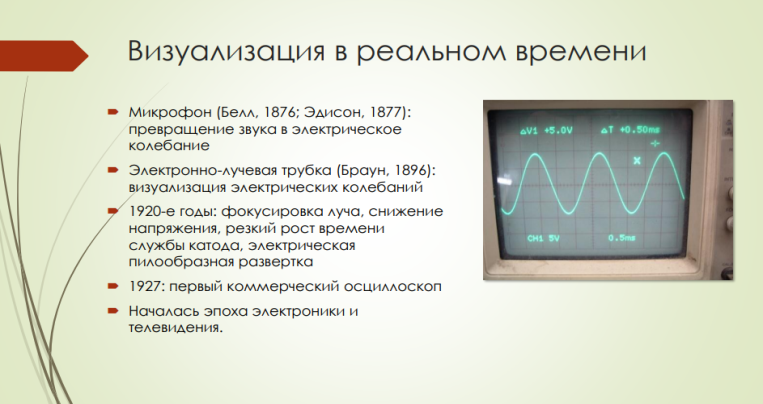 Визуализация в реальном времени
Микрофон (Белл, 1876; Эдисон, 1877):
превращение звука в электрическое
колебание
Электронно-лучевая трубка (Браун, 1896):
визуализация электрических колебаний
1920-е годы: фокусировка луча, снижение
напряжения, резкий рост времени
службы катода, электрическая
пилообразная развертка
1927: первый коммерческий осциллоскоп
Началась эпоха электроники и
телевидения.
△V1 +5.0V △T +0.50ms
CH1 5V 0.5ms